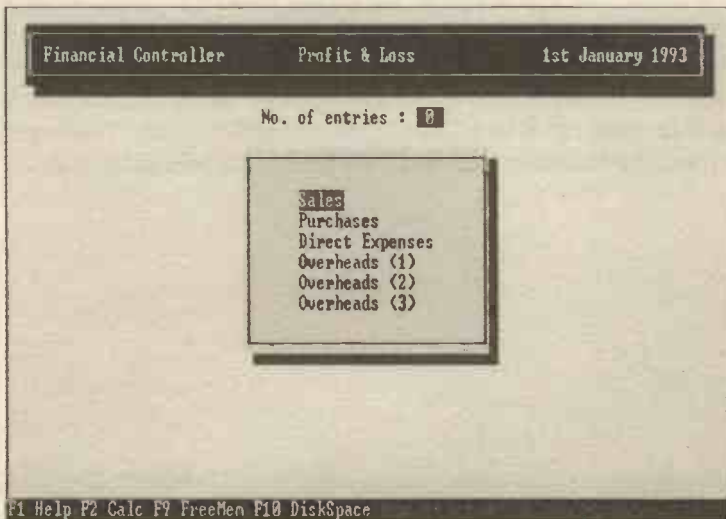 Financial Controller Profit & Loss 1st January 1993
No. of entries : 0
Sales
Purchases
Direct Expenses
Overheads (1)
Overheads (2)
Overheads (3)
F1 Help F2 Calc F9 FreeMem F10 DiskSpace